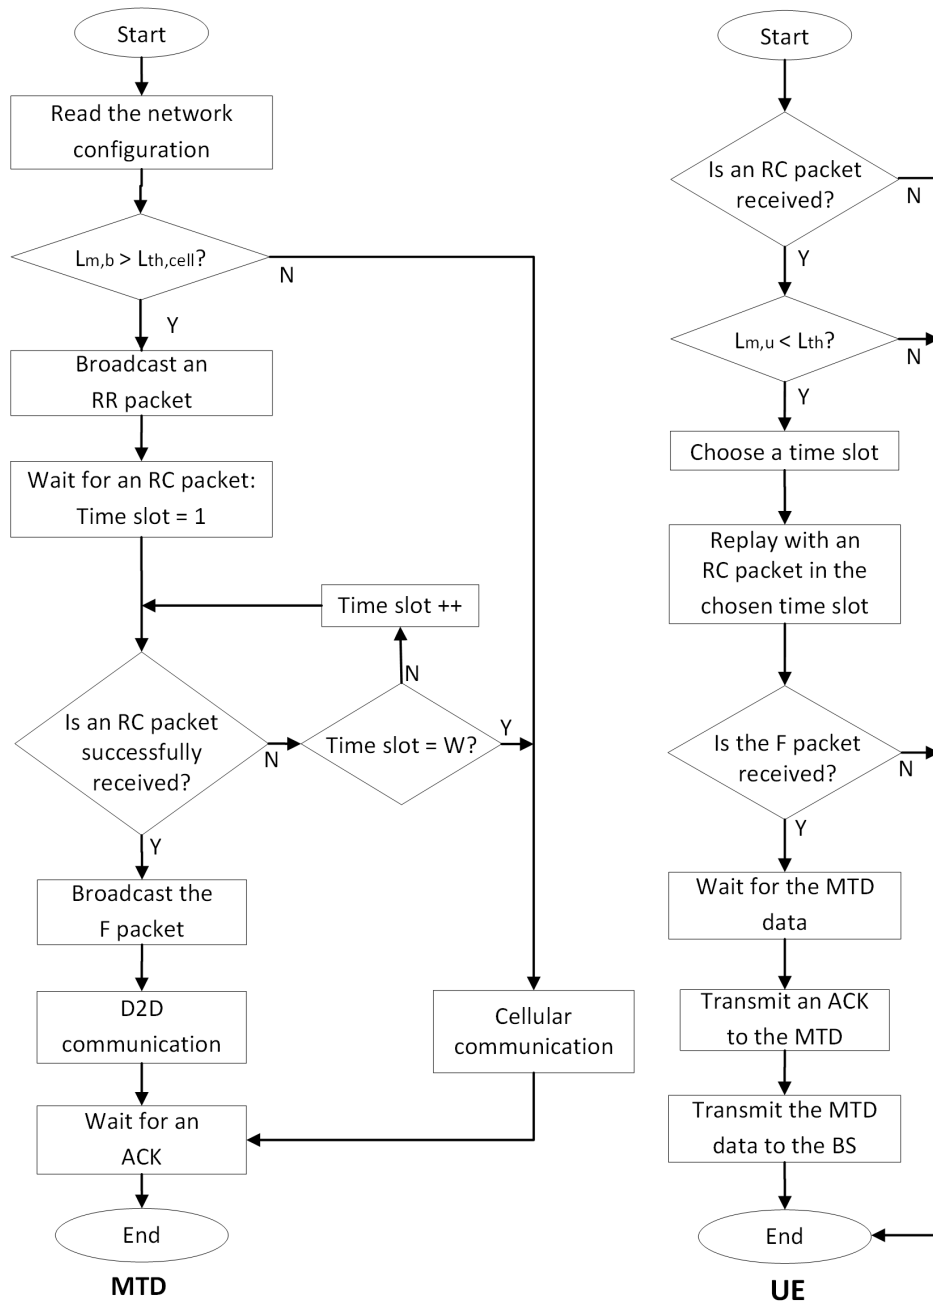 Start
Read the network
configuration
Lm,b > Lth,cell?
N
Y
Broadcast an
RR packet
Wait for an RC packet:
Time slot = 1
Time slot ++
N
Is an RC packet
successfully
received?
N
Time slot = W?
Y
Y
Broadcast the
F packet
D2D
communication
Cellular
communication
Wait for an
ACK
End
MTD
Start
Is an RC packet
received?
N
Y
Lm,u < Lth?
N
Y
Choose a time slot
Replay with an
RC packet in the
chosen time slot
Is the F packet
received?
N
Y
Wait for the MTD
data
Transmit an ACK
to the MTD
Transmit the MTD
data to the BS
End
UE